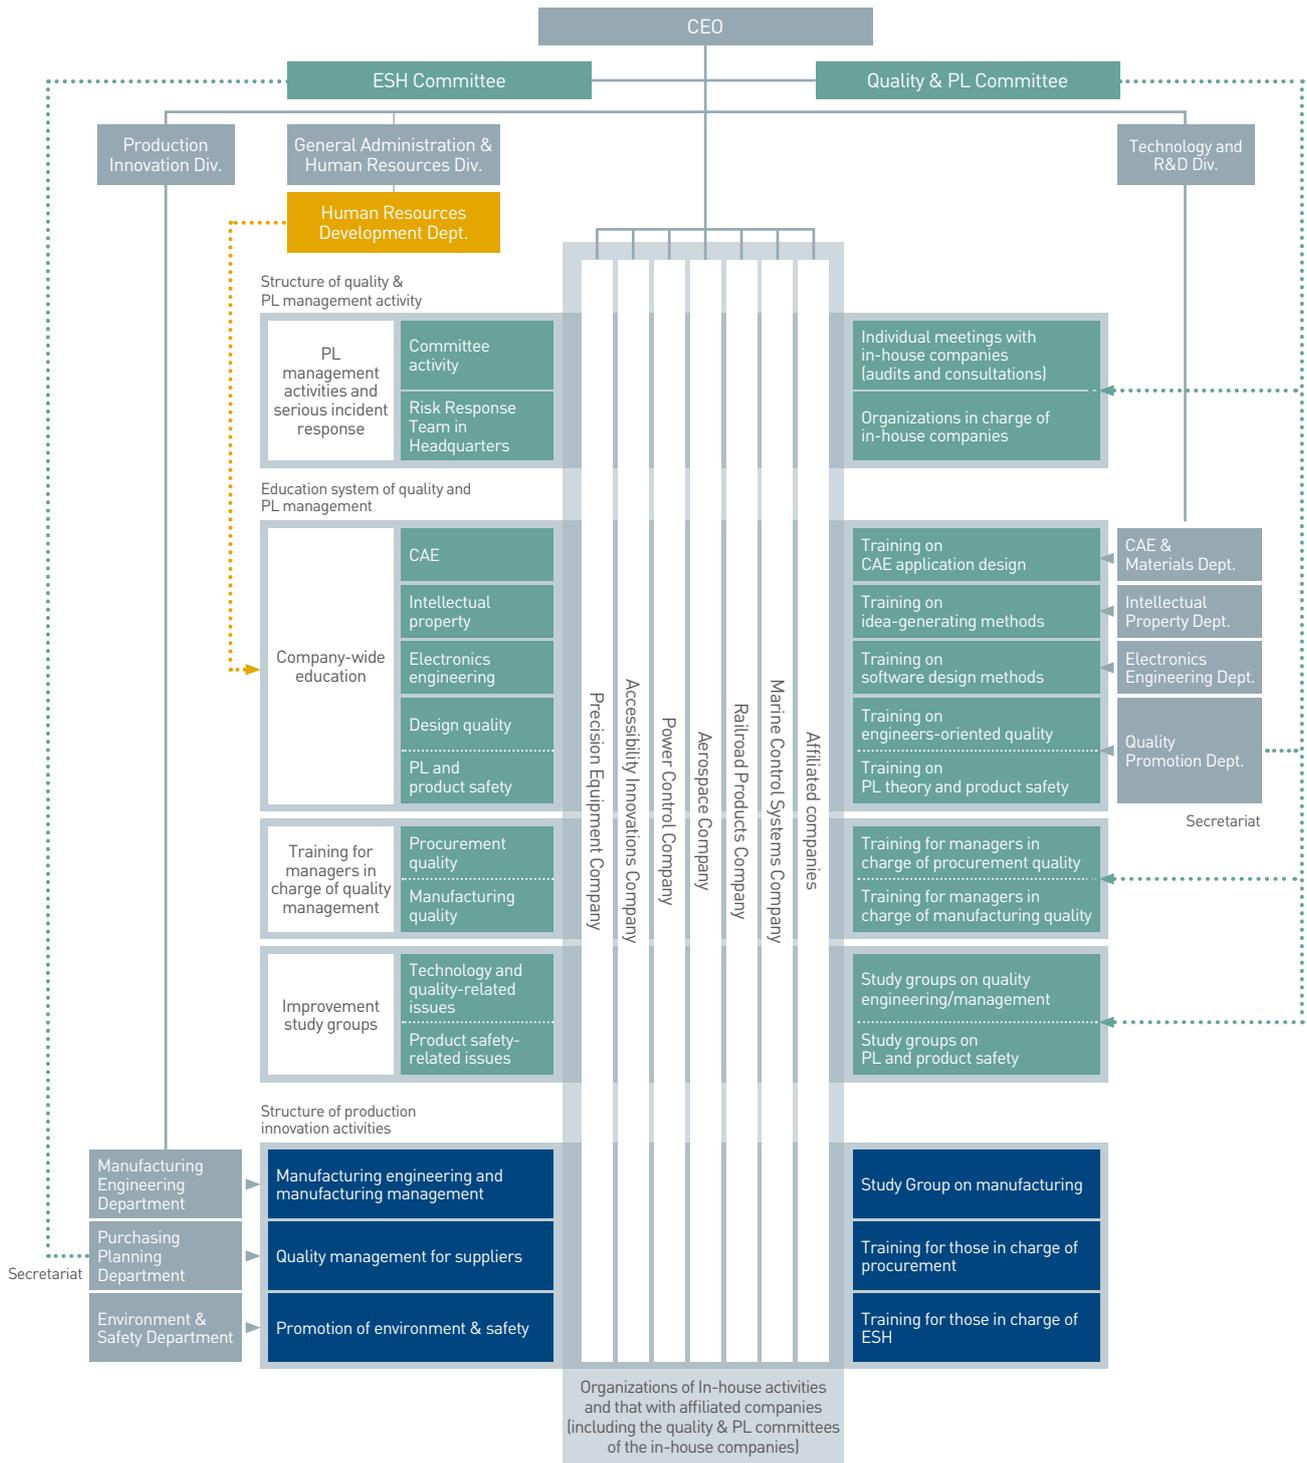 CEO
ESH Committee
Quality & PL Committee
Production
Innovation Div.
General Administration &
Human Resources Div.
Technology and
R&D Div.
Human Resources
Development Dept.
Structure of quality &
PL management activity
PL
management
activities and
serious incident
response
Committee
activity
Risk Response
Team in
Headquarters
Individual meetings with
in-house companies
(audits and consultations)
Organizations in charge of
in-house companies
Education system of quality and
PL management
Company-wide
education
CAE
Intellectual
property
Electronics
engineering
Design quality
PL and
product safety
Training on
CAE application design
Training on
idea-generating methods
Training on
software design methods
Training on
engineers-oriented quality
Training on
PL theory and product safety
CAE &
Materials Dept.
Intellectual
Property Dept.
Electronics
Engineering Dept.
Quality
Promotion Dept.
Secretariat
Precision Equipment Company
Accessibility Innovations Company
Power Control Company
Aerospace Company
Railroad Products Company
Marine Control Systems Company
Affiliated companies
Training for
managers in
charge of quality
management
Procurement
quality
Manufacturing
quality
Training for managers in
charge of procurement quality
Training for managers in
charge of manufacturing quality
Improvement
study groups
Technology and
quality-related
issues
Product safety-
related issues
Study groups on quality
engineering/management
Study groups on
PL and product safety
Structure of production
innovation activities
Manufacturing
Engineering
Department
Manufacturing engineering and
manufacturing management
Study Group on manufacturing
Purchasing
Planning
Department
Secretariat
Quality management for suppliers
Training for those in charge of
procurement
Environment &
Safety Department
Promotion of environment & safety
Training for those in charge of
ESH
Organizations of In-house activities
and that with affiliated companies
(including the quality & PL committees
of the in-house companies)